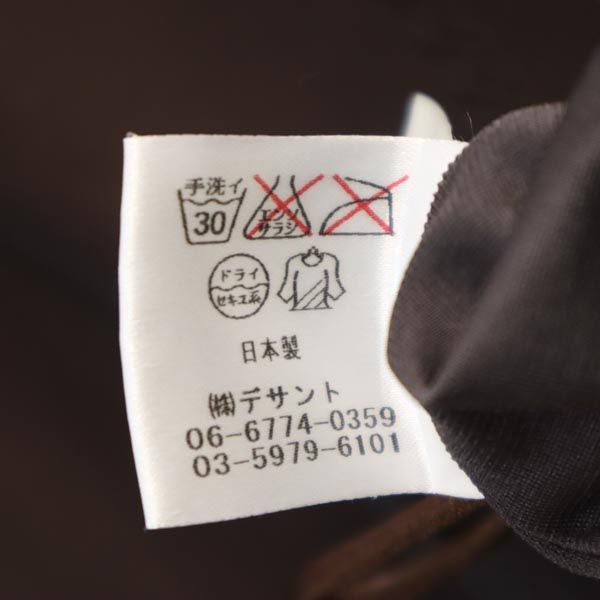 手洗イ
30
エンソ
サラシ
ドライ
セキユ系
日本製
㈱デサント
06-6774-0359
03-5979-6101